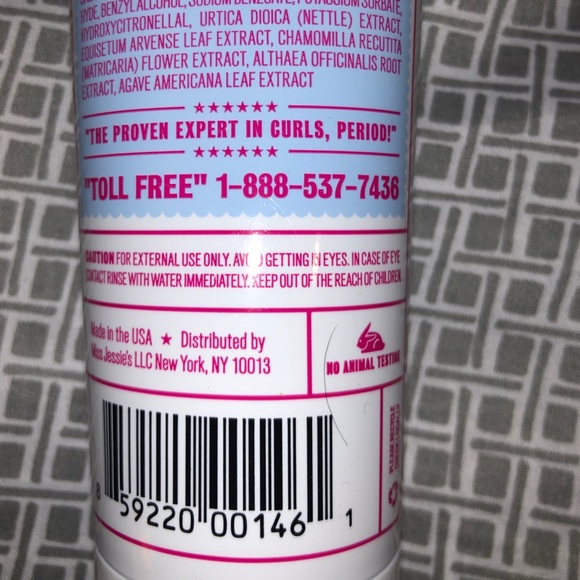 HYDE, BENZYL ALCOHOL, SODIUM BENZOATE, POTASSIUM SORBATE,
HYDROXYCITRONELLAL, URTICA DIOICA (NETTLE) EXTRACT,
EQUISETUM ARVENSE LEAF EXTRACT, CHAMOMILLA RECUTITA
(MATRICARIA) FLOWER EXTRACT, ALTHAEA OFFICINALIS ROOT
EXTRACT, AGAVE AMERICANA LEAF EXTRACT
"THE PROVEN EXPERT IN CURLS, PERIOD!"
"TOLL FREE" 1-888-537-7436
CAUTION FOR EXTERNAL USE ONLY. AVOID GETTING IN EYES. IN CASE OF EYE
CONTACT RINSE WITH WATER IMMEDIATELY. KEEP OUT OF THE REACH OF CHILDREN.
Made in the USA ★ Distributed by
Miss Jessie's LLC New York, NY 10013
NO ANIMAL TESTING
8 59220 00146 1
PLEASE RECYCLE